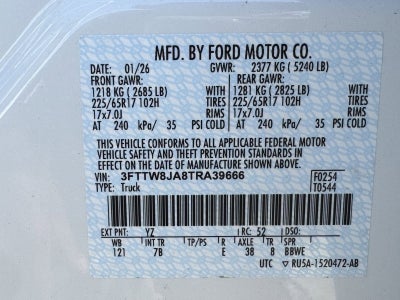 MFD. BY FORD MOTOR CO.
DATE: 01/26 GVWR: 2377 KG ( 5240 LB)
FRONT GAWR: REAR GAWR:
1218 KG ( 2685 LB) WITH 1281 KG ( 2825 LB) WITH
225/65R17 102H TIRES 225/65R17 102H TIRES
17x7.0J RIMS 17x7.0J RIMS
AT 240 kPa/ 35 PSI COLD AT 240 kPa/ 35 PSI COLD
THIS VEHICLE CONFORMS TO ALL APPLICABLE FEDERAL MOTOR
VEHICLE SAFETY AND THEFT PREVENTION STANDARDS IN
EFFECT ON THE DATE OF MANUFACTURE SHOWN ABOVE.
VIN: 3FTTW8JA8TRA39666 F0254
TYPE: Truck T0544
EXT PNT: YZ RC: 52 DSO:
WB INT TR TP/PS R AXLE TR SPR
121 7B E 38 8 BBWE
UTC RU5A-1520472-AB